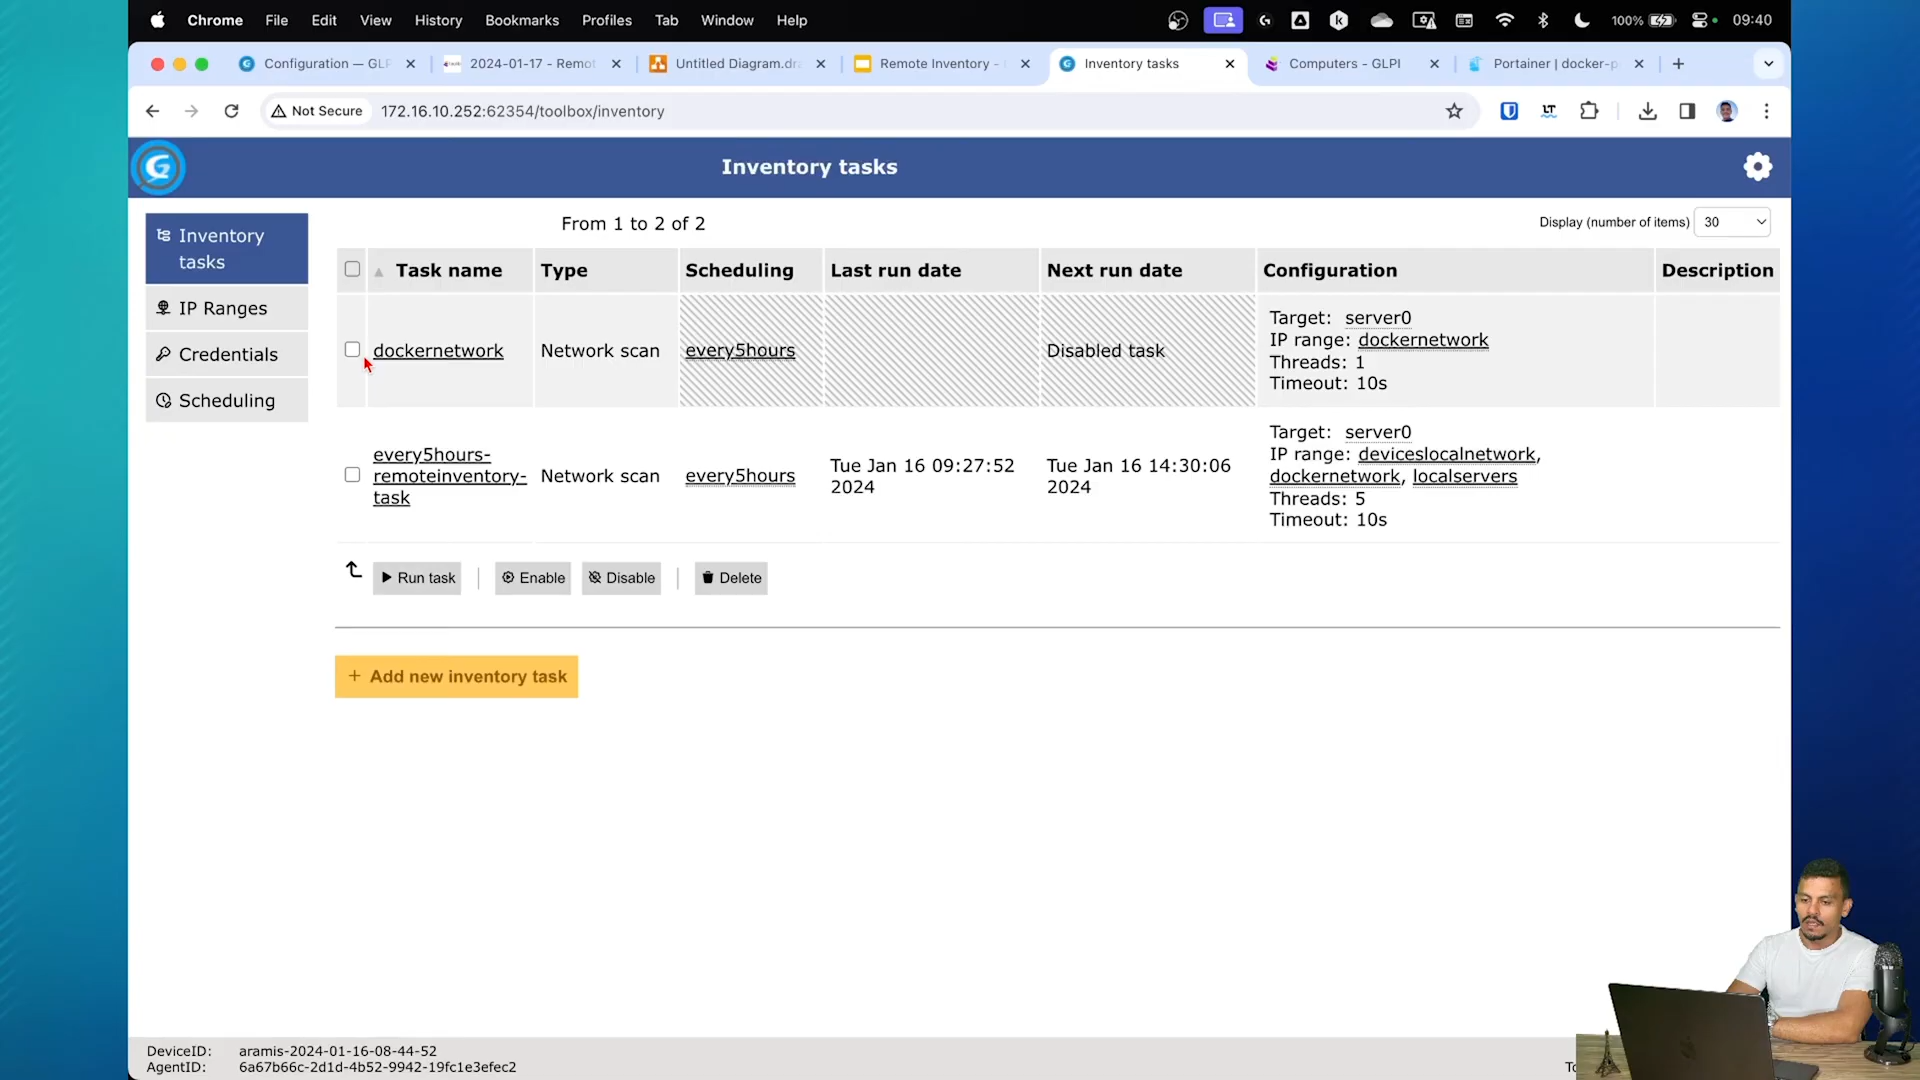 Chrome File Edit View History Bookmarks Profiles Tab Window Help 100% 09:40
Configuration — GLP 2024-01-17 - Remot Untitled Diagram.dr Remote Inventory - Inventory tasks Computers - GLPI Portainer | docker-p
Not Secure 172.16.10.252:62354/toolbox/inventory
Inventory tasks
Inventory
tasks
IP Ranges
Credentials
Scheduling
From 1 to 2 of 2
Display (number of items) 30
Task name Type Scheduling Last run date Next run date Configuration Description
dockernetwork Network scan every5hours Disabled task
Target: server0
IP range: dockernetwork
Threads: 1
Timeout: 10s
every5hours-
remoteinventory-
task
Network scan every5hours
Tue Jan 16 09:27:52
2024
Tue Jan 16 14:30:06
2024
Target: server0
IP range: deviceslocalnetwork,
dockernetwork, localservers
Threads: 5
Timeout: 10s
Run task | Enable Disable | Delete
+ Add new inventory task
DeviceID: aramis-2024-01-16-08-44-52
AgentID: 6a67b66c-2d1d-4b52-9942-19fc1e3efec2